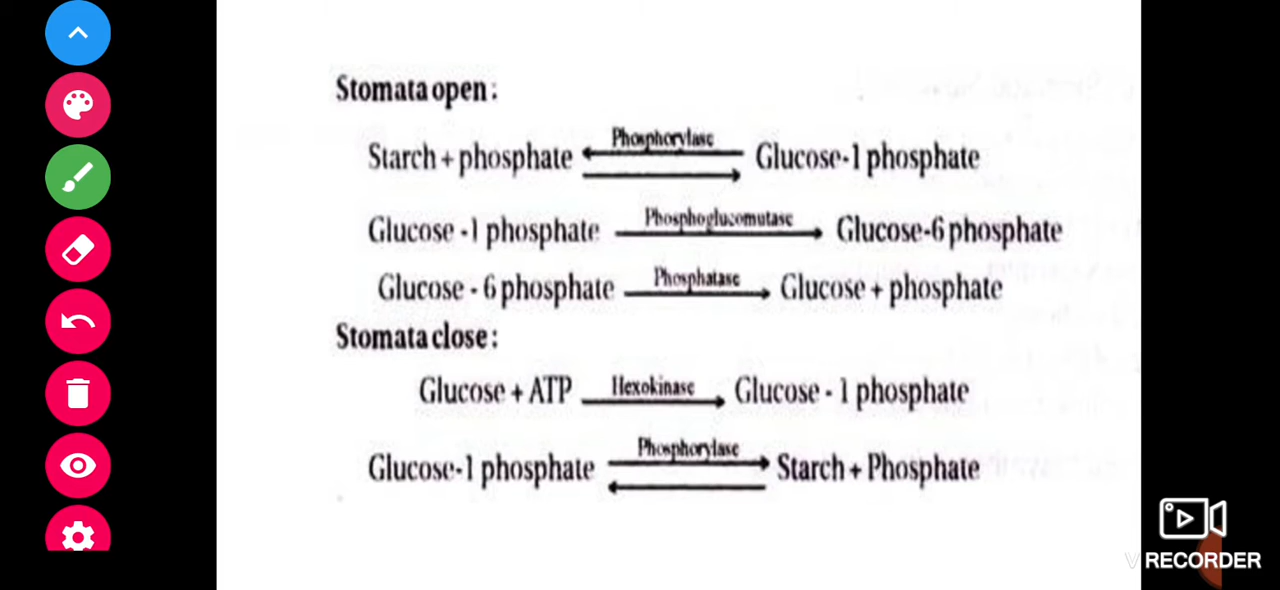 Stomata open :
Phosphorylase
Starch + phosphate Glucose-1 phosphate
Phosphoglucomutase
Glucose -1 phosphate Glucose-6 phosphate
Phosphatase
Glucose - 6 phosphate Glucose + phosphate
Stomata close :
Hexokinase
Glucose + ATP Glucose - 1 phosphate
Phosphorylase
Glucose-1 phosphate Starch + Phosphate
V RECORDER